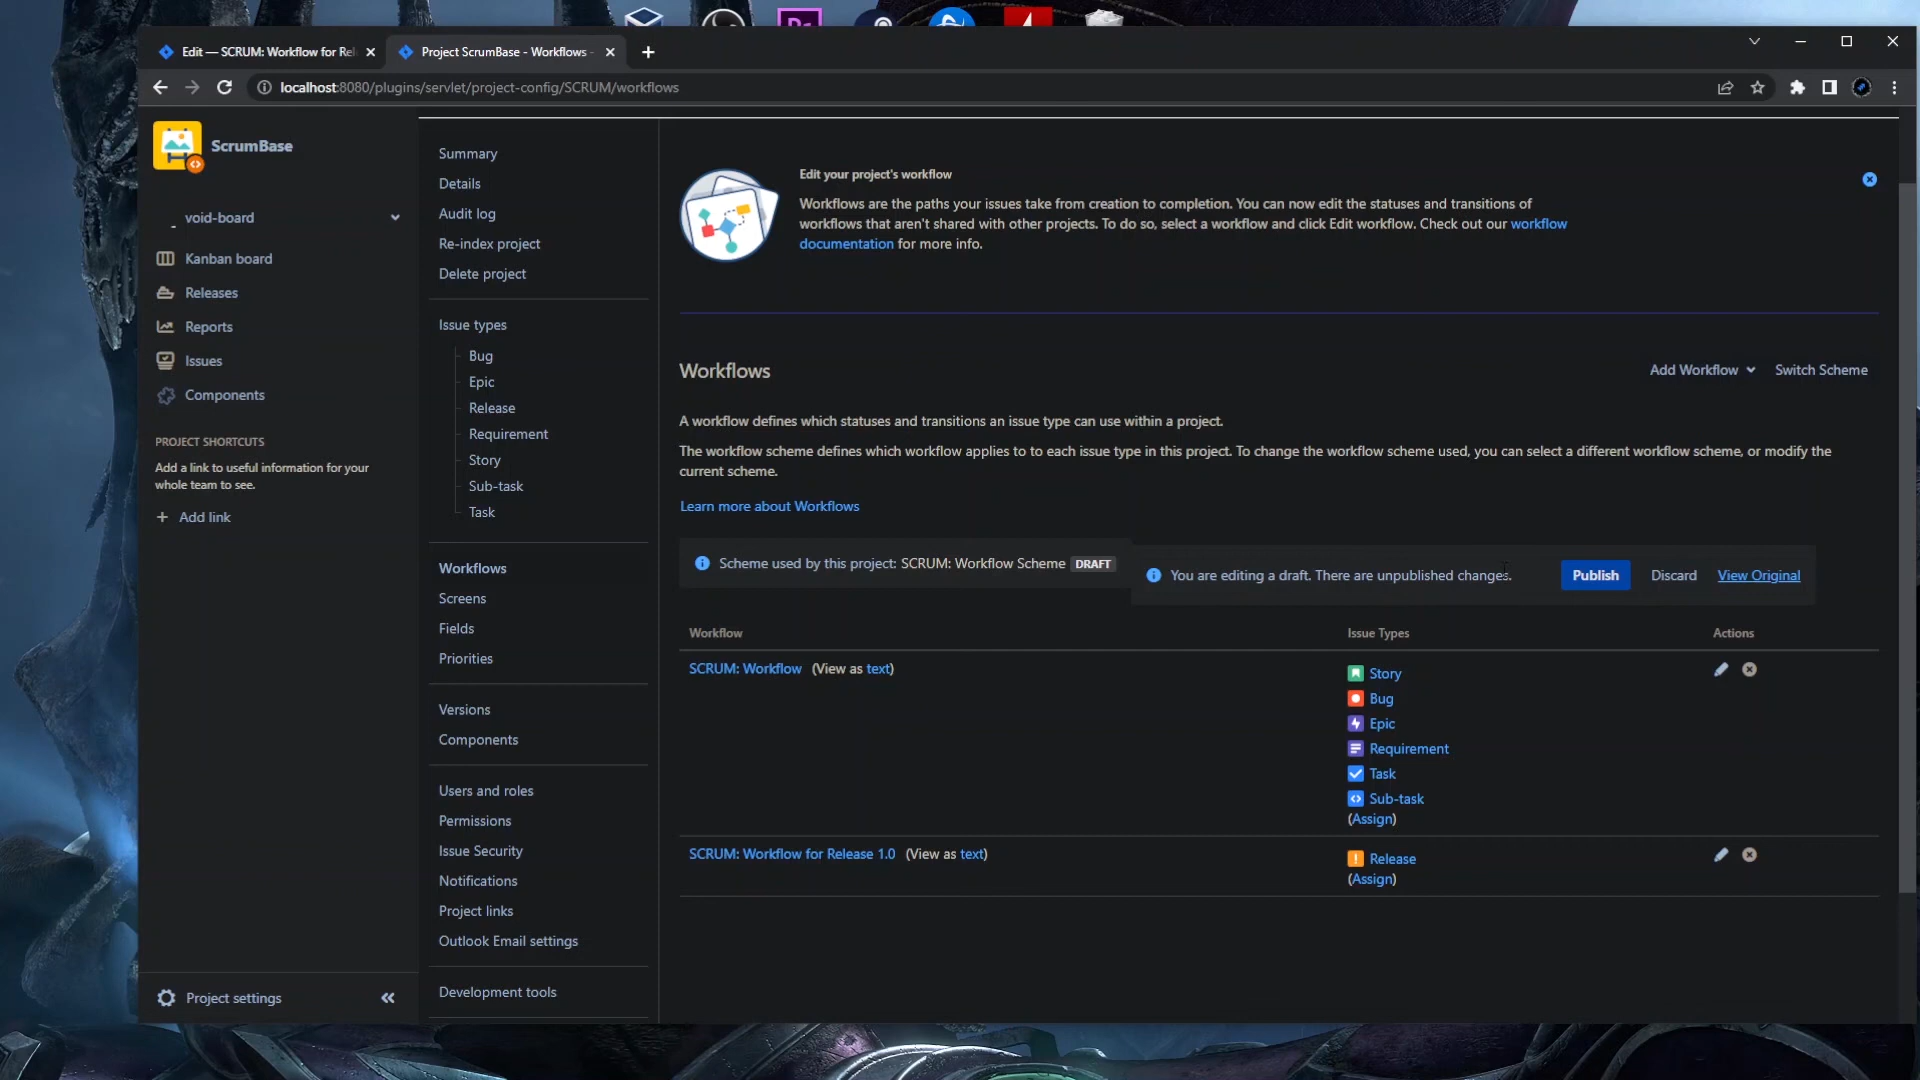 Edit — SCRUM: Workflow for Rel
Project ScrumBase - Workflows -
localhost:8080/plugins/servlet/project-config/SCRUM/workflows
ScrumBase
void-board
Kanban board
Releases
Reports
Issues
Components
PROJECT SHORTCUTS
Add a link to useful information for your
whole team to see.
+ Add link
Project settings
Summary
Details
Audit log
Re-index project
Delete project
Issue types
Bug
Epic
Release
Requirement
Story
Sub-task
Task
Workflows
Screens
Fields
Priorities
Versions
Components
Users and roles
Permissions
Issue Security
Notifications
Project links
Outlook Email settings
Development tools
Edit your project's workflow
Workflows are the paths your issues take from creation to completion. You can now edit the statuses and transitions of
workflows that aren't shared with other projects. To do so, select a workflow and click Edit workflow. Check out our workflow
documentation for more info.
Workflows
Add Workflow
Switch Scheme
A workflow defines which statuses and transitions an issue type can use within a project.
The workflow scheme defines which workflow applies to to each issue type in this project. To change the workflow scheme used, you can select a different workflow scheme, or modify the
current scheme.
Learn more about Workflows
Scheme used by this project: SCRUM: Workflow Scheme DRAFT
You are editing a draft. There are unpublished changes. Publish Discard View Original
Workflow Issue Types Actions
SCRUM: Workflow (View as text)
Story
Bug
Epic
Requirement
Task
Sub-task
(Assign)
SCRUM: Workflow for Release 1.0 (View as text)
Release
(Assign)